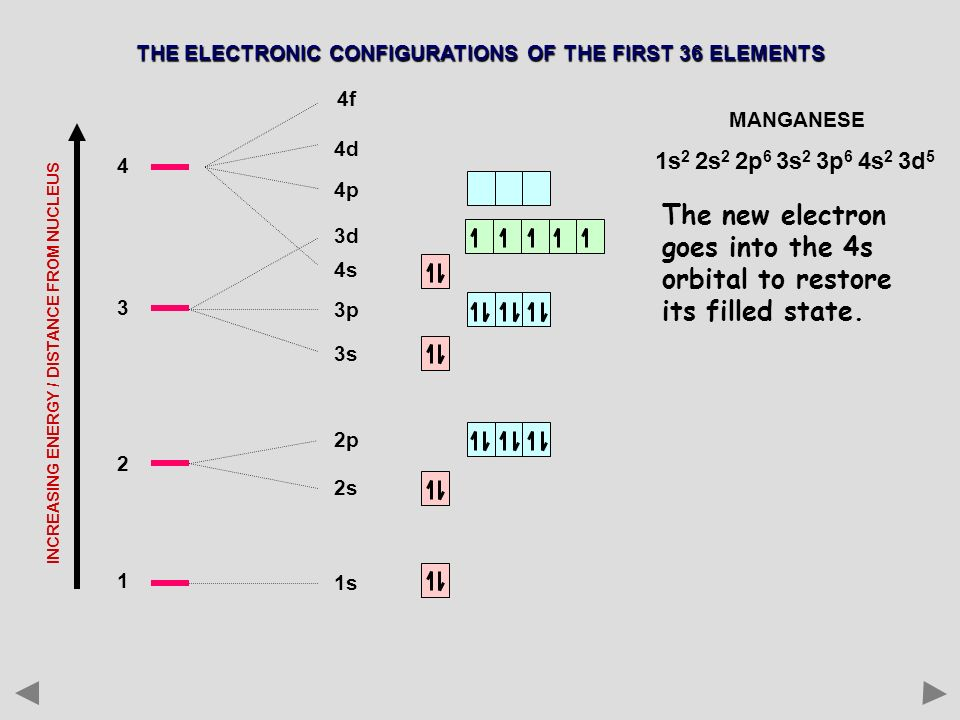 THE ELECTRONIC CONFIGURATIONS OF THE FIRST 36 ELEMENTS
INCREASING ENERGY / DISTANCE FROM NUCLEUS
4
3
2
1
4f
4d
4p
3d
4s
3p
3s
2p
2s
1s
MANGANESE
1s² 2s² 2p⁶ 3s² 3p⁶ 4s² 3d⁵
The new electron
goes into the 4s
orbital to restore
its filled state.